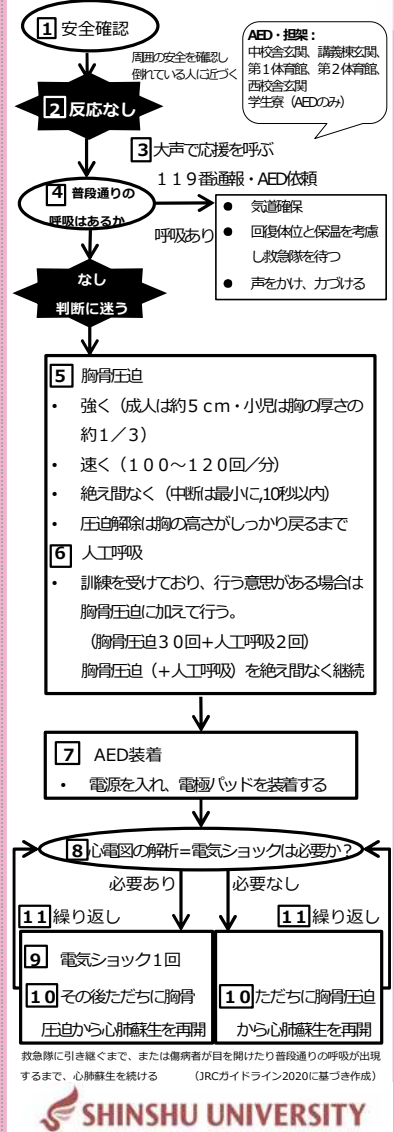 1 安全確認
周囲の安全を確認し
倒れている人に近づく
AED・担架：
中校舎玄関、講義棟玄関、
第1体育館、第2体育館、
西校舎玄関
学生寮（AEDのみ）
2 反応なし
3 大声で応援を呼ぶ
119番通報・AED依頼
4 普段通りの
呼吸はあるか
呼吸あり
● 気道確保
● 回復体位と保温を考慮
し救急隊を待つ
● 声をかけ、力づける
なし
判断に迷う
5 胸骨圧迫
・ 強く（成人は約5cm・小児は胸の厚さの
約1／3）
・ 速く（100～120回/分）
・ 絶え間なく（中断は最小に,10秒以内）
・ 圧迫解除は胸の高さがしっかり戻るまで
6 人工呼吸
・ 訓練を受けており、行う意思がある場合は
胸骨圧迫に加えて行う。
（胸骨圧迫30回+人工呼吸2回）
胸骨圧迫（+人工呼吸）を絶え間なく継続
7 AED装着
・ 電源を入れ、電極パッドを装着する
8 心電図の解析=電気ショックは必要か？
必要あり
必要なし
11 繰り返し
11 繰り返し
9 電気ショック1回
10 その後ただちに胸骨
圧迫から心肺蘇生を再開
10 ただちに胸骨圧迫
から心肺蘇生を再開
救急隊に引き継ぐまで、または傷病者が目を開けたり普段通りの呼吸が出現
するまで、心肺蘇生を続ける （JRCガイドライン2020に基づき作成）
SHINSHU UNIVERSITY